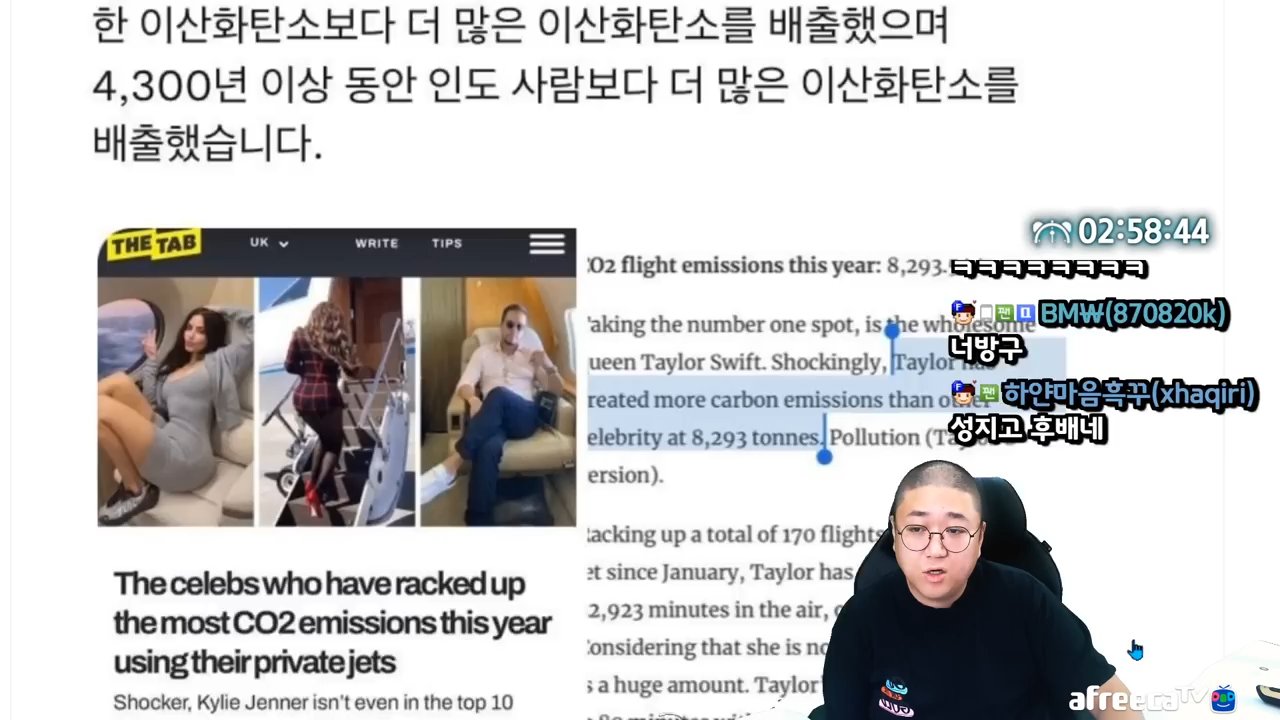 한 이산화탄소보다 더 많은 이산화탄소를 배출했으며
4,300년 이상 동안 인도 사람보다 더 많은 이산화탄소를
배출했습니다.
THE TAB
UK
WRITE
TIPS
The celebs who have racked up
the most CO2 emissions this year
using their private jets
Shocker, Kylie Jenner isn't even in the top 10
O2 flight emissions this year: 8,293.
aking the number one spot, is the wholesome
ueen Taylor Swift. Shockingly, Taylor has
reated more carbon emissions than
elebrity at 8,293 tonnes. Pollution
ersion).
acking up a total of 170 flights
et since January, Taylor has
2,923 minutes in the air,
onsidering that she is
s a huge amount. Taylor
02:58:44
ㅋㅋㅋㅋㅋㅋㅋㅋㅋ
BM₩(870820k)
너방구
하얀마음흑꾸(xhaqiri)
성지고 후배네
afreecaTV